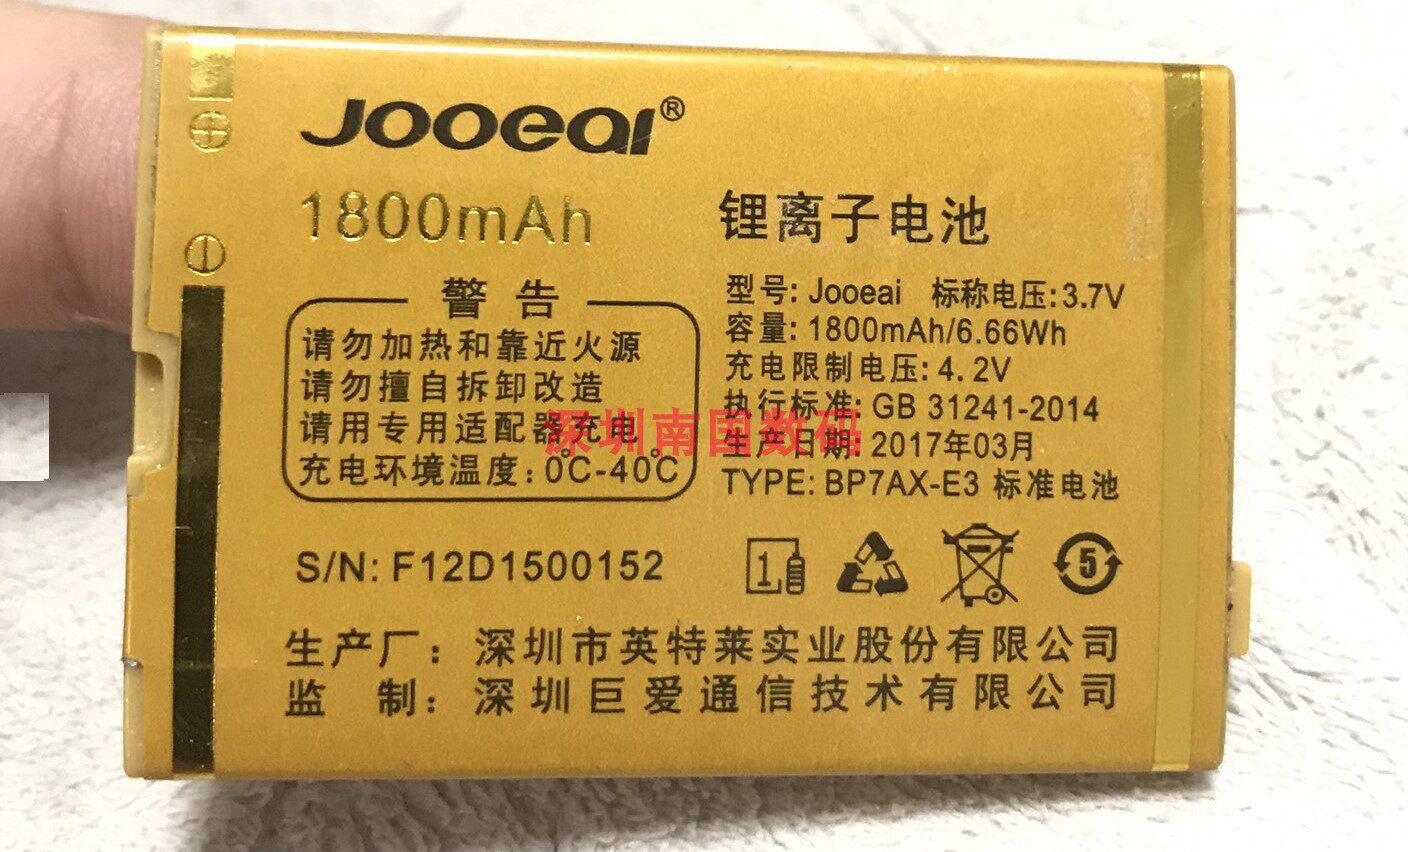 Jooeai®
1800mAh
锂离子电池
警告
请勿加热和靠近火源
请勿擅自拆卸改造
请用专用适配器充电。
充电环境温度:0℃-40℃
型号:Jooeai 标称电压:3.7V
容量:1800mAh/6.66Wh
充电限制电压:4.2V
执行标准:GB 31241-2014
生产日期:2017年03月
TYPE: BP7AX-E3 标准电池
深圳南国数码
S/N: F12D1500152
1
5
生产厂:深圳市英特莱实业股份有限公司
监 制:深圳巨爱通信技术有限公司